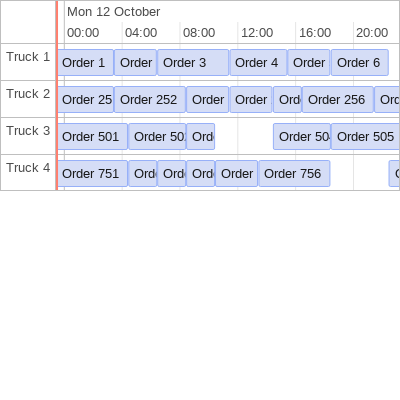 Mon 12 October
00:00 04:00 08:00 12:00 16:00 20:00
Truck 1 Order 1 Order Order 3 Order 4 Order Order 6
Truck 2 Order 25 Order 252 Order Order Ord Order 256 Ord
Truck 3 Order 501 Order 50 Ord Order 504 Order 505
Truck 4 Order 751 Ord Ord Ord Order Order 756